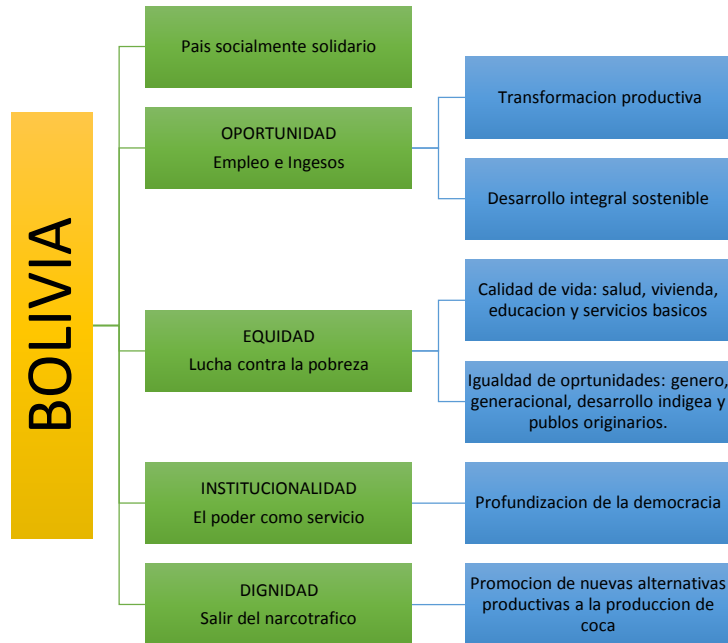 BOLIVIA
Pais socialmente solidario
OPORTUNIDAD
Empleo e Ingesos
Transformacion productiva
Desarrollo integral sostenible
EQUIDAD
Lucha contra la pobreza
Calidad de vida: salud, vivienda,
educacion y servicios basicos
Igualdad de oprtunidades: genero,
generacional, desarrollo indigea y
publos originarios.
INSTITUCIONALIDAD
El poder como servicio
Profundizacion de la democracia
DIGNIDAD
Salir del narcotrafico
Promocion de nuevas alternativas
productivas a la produccion de
coca